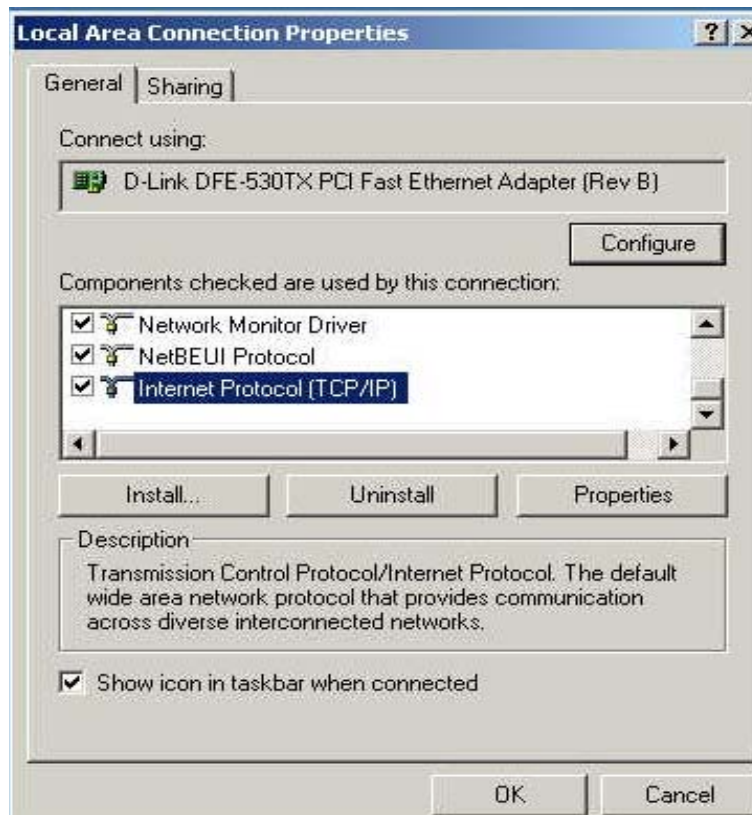 Local Area Connection Properties
General Sharing
Connect using:
D-Link DFE-530TX PCI Fast Ethernet Adapter (Rev B)
Configure
Components checked are used by this connection:
Network Monitor Driver
NetBEUI Protocol
Internet Protocol (TCP/IP)
Install... Uninstall Properties
Description
Transmission Control Protocol/Internet Protocol. The default
wide area network protocol that provides communication
across diverse interconnected networks.
Show icon in taskbar when connected
OK Cancel